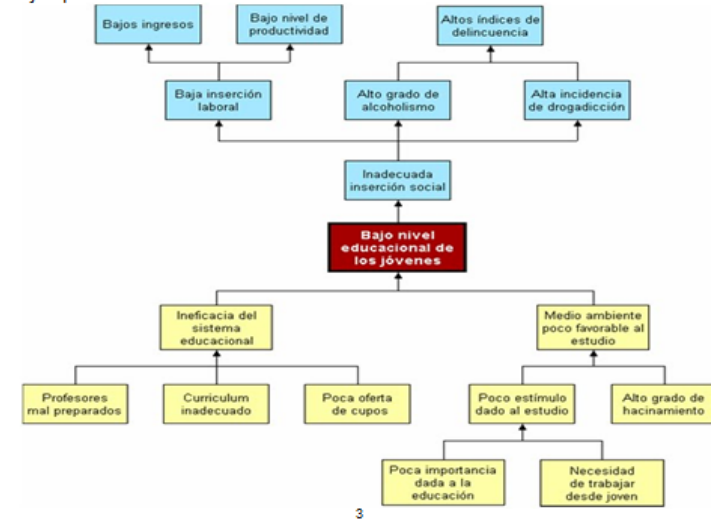 Bajos ingresos
Bajo nivel de
productividad
Altos índices de
delincuencia
Baja inserción
laboral
Alto grado de
alcoholismo
Alta incidencia
de drogadicción
Inadecuada
inserción social
Bajo nivel
educacional de
los jóvenes
Ineficacia del
sistema
educacional
Medio ambiente
poco favorable al
estudio
Profesores
mal preparados
Curriculum
inadecuado
Poca oferta
de cupos
Poco estímulo
dado al estudio
Alto grado de
hacinamiento
Poca importancia
dada a la
educación
Necesidad
de trabajar
desde joven
3